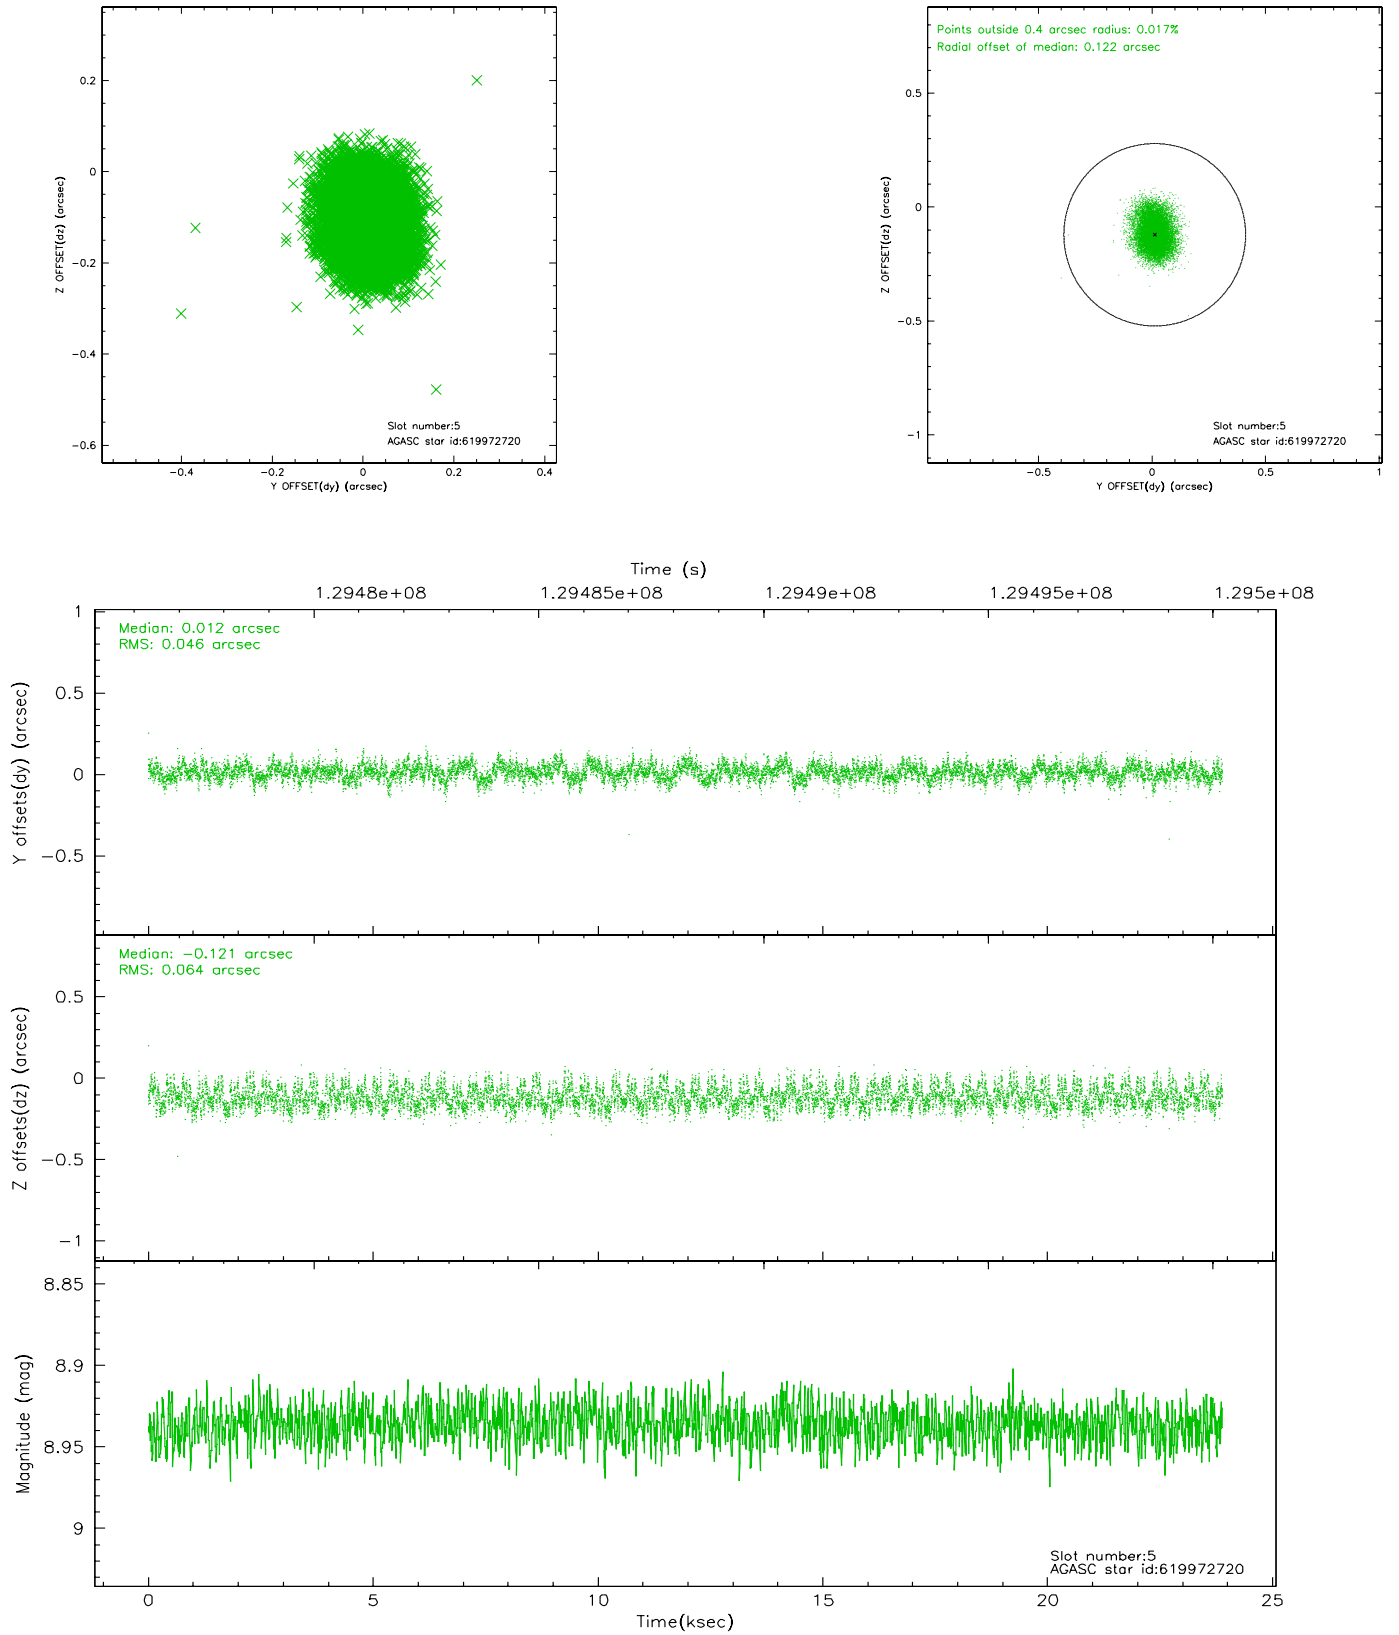 0.2
0
−0.2
−0.4
−0.6
Z OFFSET(dz) (arcsec)
−0.4
−0.2
0
0.2
0.4
Y OFFSET(dy) (arcsec)
Slot number:5
AGASC star id:619972720
Points outside 0.4 arcsec radius: 0.017%
Radial offset of median: 0.122 arcsec
0.5
0
−0.5
−1
Z OFFSET(dz) (arcsec)
−0.5
0
0.5
1
Y OFFSET(dy) (arcsec)
Slot number:5
AGASC star id:619972720
Time (s)
1.2948e+08
1.29485e+08
1.2949e+08
1.29495e+08
1.295e+08
Median: 0.012 arcsec
RMS: 0.046 arcsec
1
0.5
0
−0.5
Y offsets(dy) (arcsec)
Median: −0.121 arcsec
RMS: 0.064 arcsec
0.5
0
−0.5
−1
Z offsets(dz) (arcsec)
8.85
8.9
8.95
9
Magnitude (mag)
Slot number:5
AGASC star id:619972720
0
5
10
15
20
25
Time(ksec)